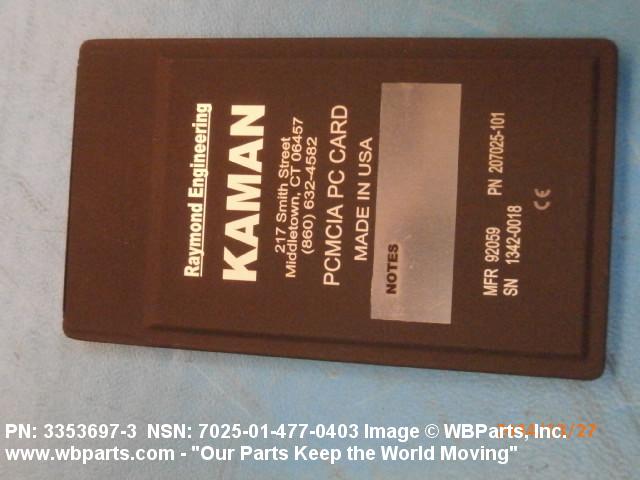 Raymond Engineering
KAMAN
217 Smith Street
Middletown, CT 06457
(860) 632-4582
PCMCIA PC CARD
MADE IN USA
NOTES
MFR 92059 PN 207025-101
SN 1342-0018
CE
PN: 3353697-3 NSN: 7025-01-477-0403 Image © WBParts, Inc.
www.wbparts.com - "Our Parts Keep the World Moving"